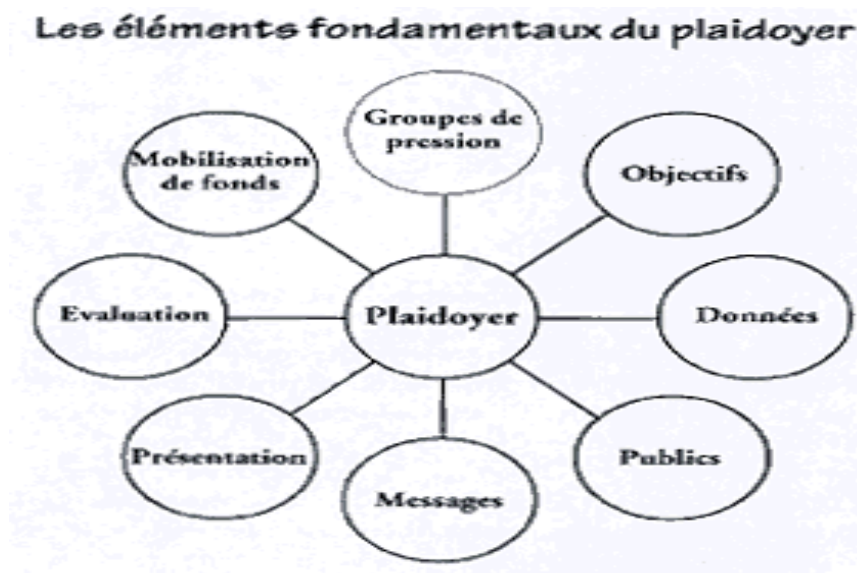 Les éléments fondamentaux du plaidoyer
Groupes de
pression
Mobilisation
de fonds
Objectifs
Evaluation
Plaidoyer
Données
Présentation
Publics
Messages